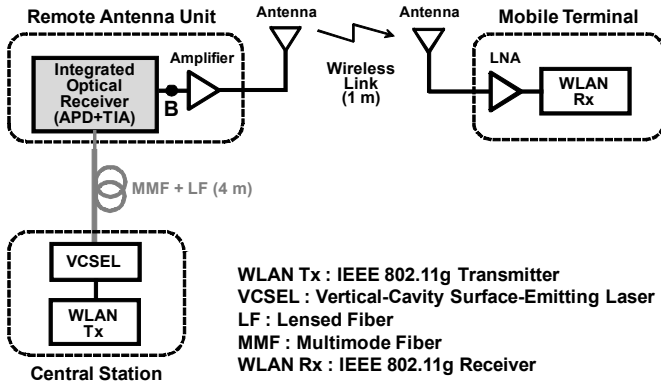 Remote Antenna Unit
Antenna
Antenna
Mobile Terminal
Integrated
Optical
Receiver
(APD+TIA)
Amplifier
B
Wireless
Link
(1 m)
LNA
WLAN
Rx
MMF + LF (4 m)
VCSEL
WLAN
Tx
Central Station
WLAN Tx : IEEE 802.11g Transmitter
VCSEL : Vertical-Cavity Surface-Emitting Laser
LF : Lensed Fiber
MMF : Multimode Fiber
WLAN Rx : IEEE 802.11g Receiver